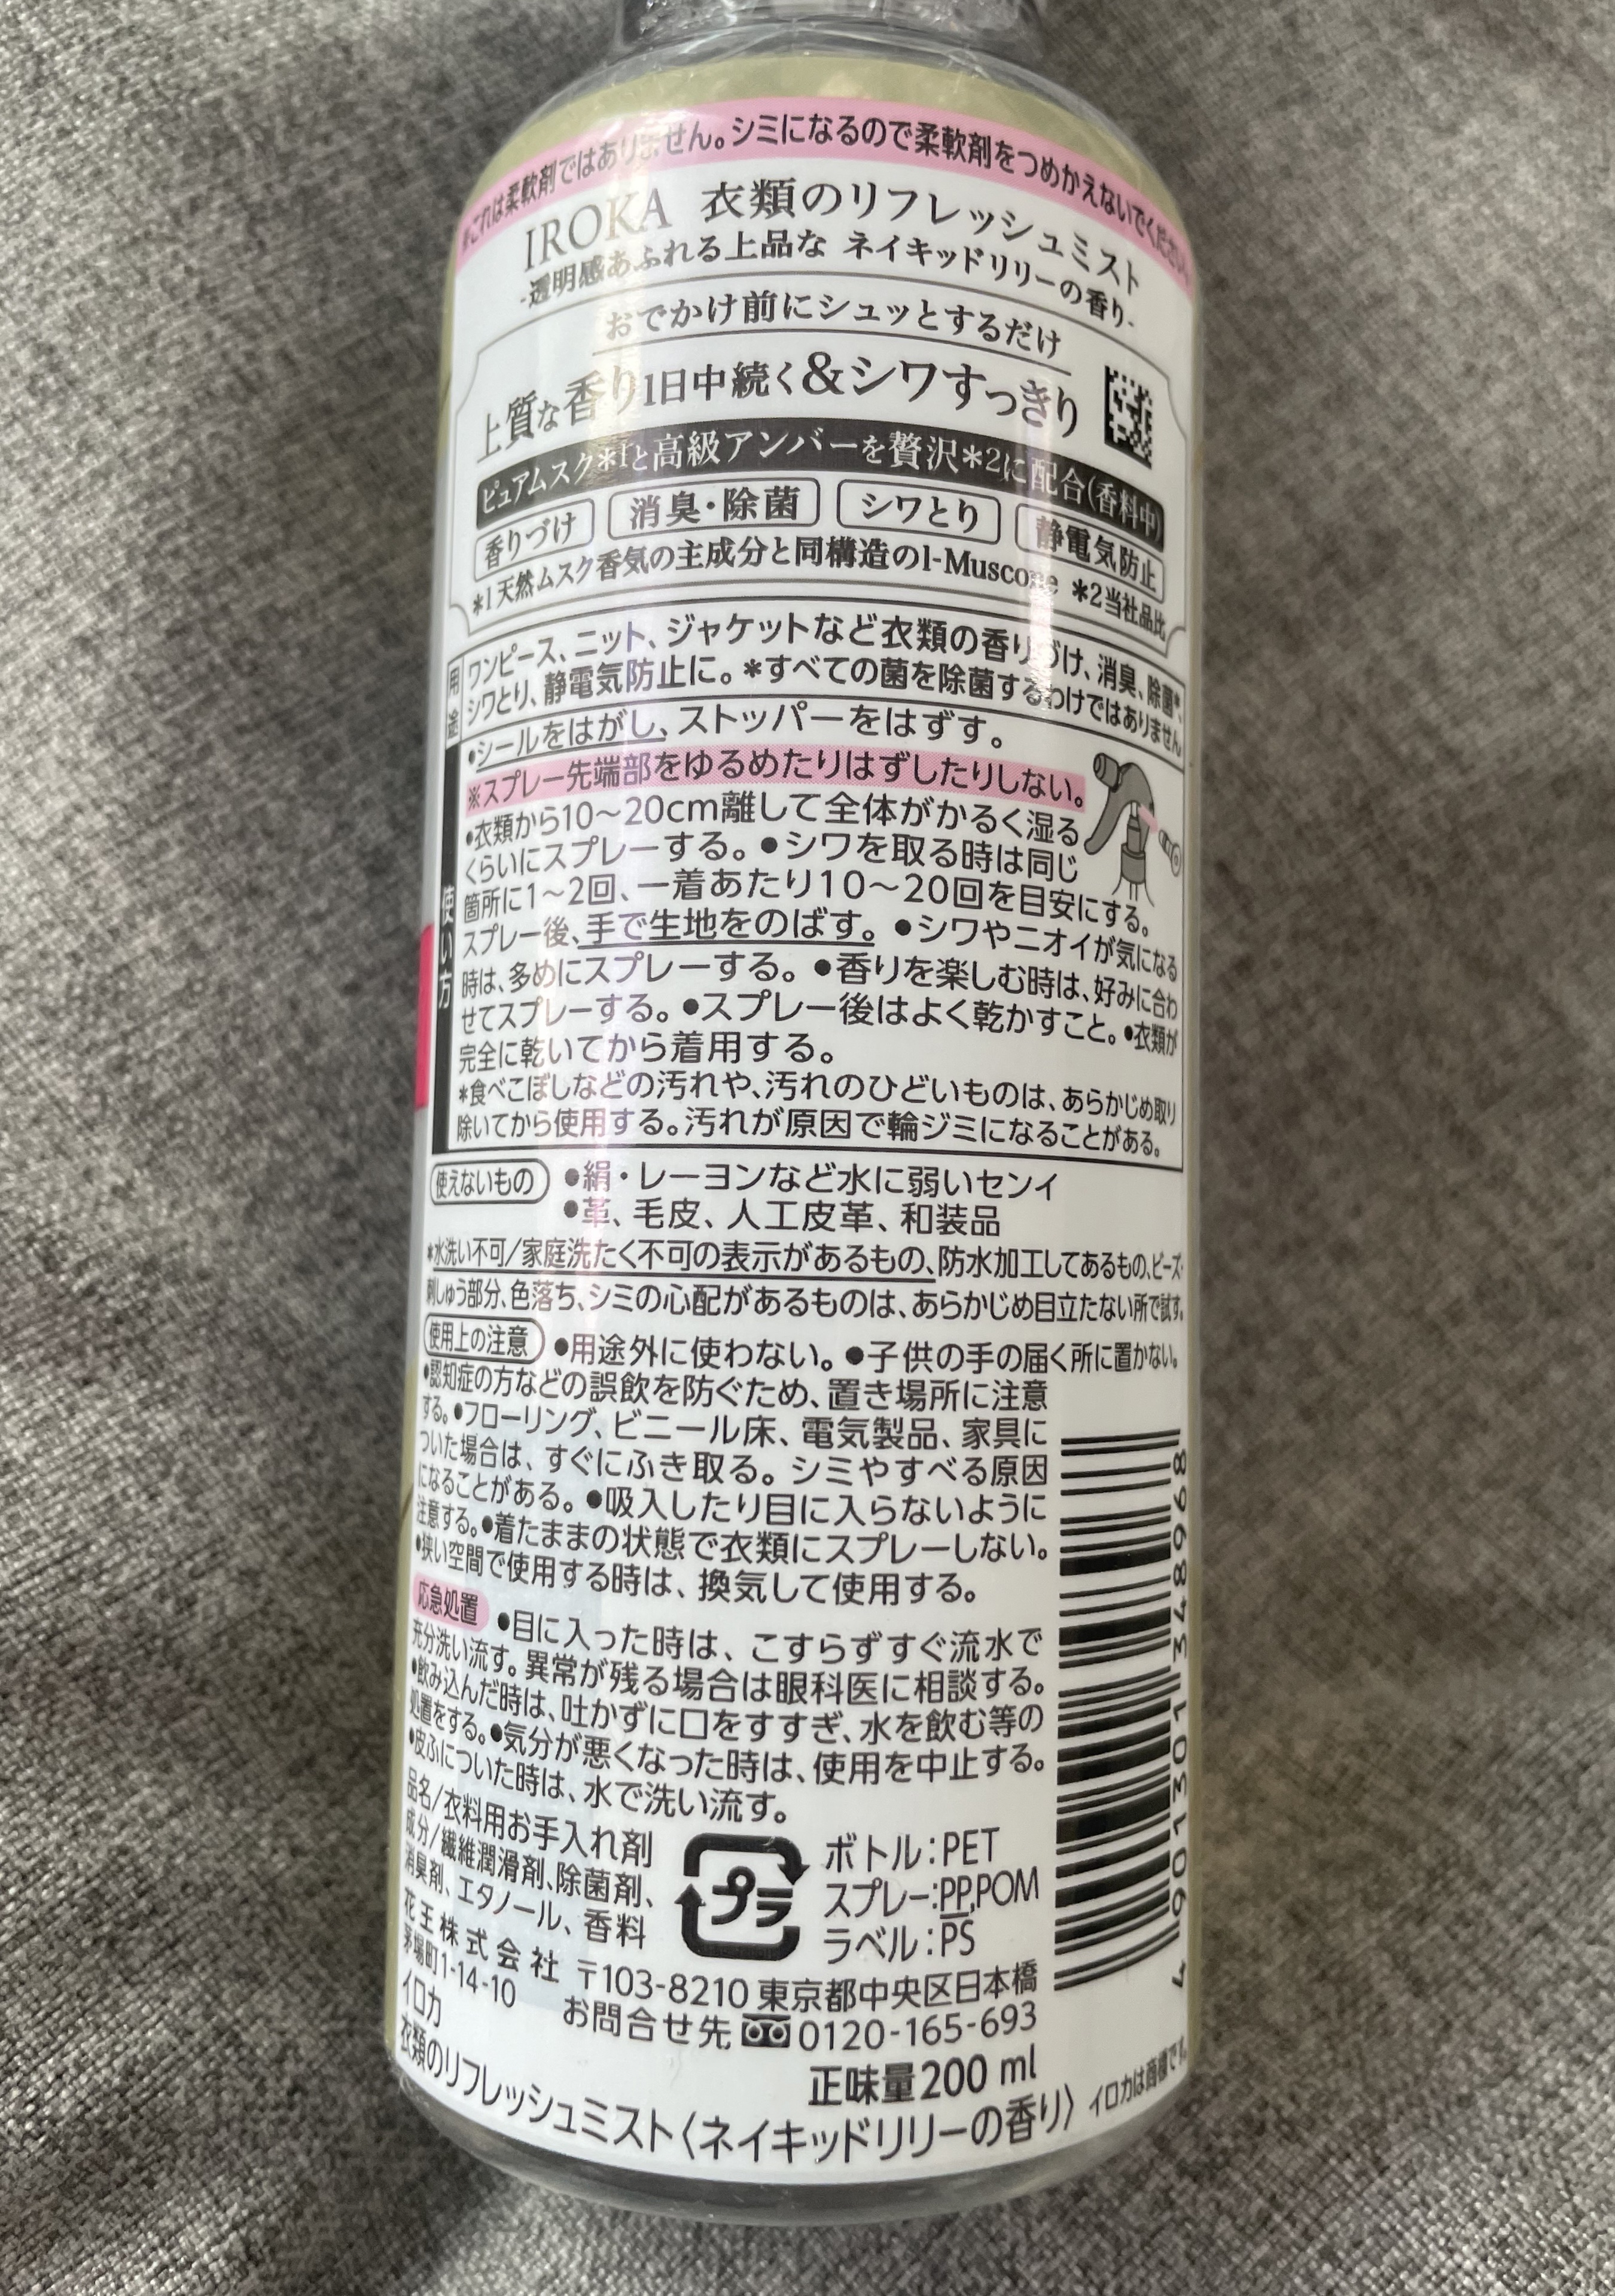 ※これは柔軟剤ではありません。シミになるので柔軟剤をつめかえないでください。
IROKA 衣類のリフレッシュミスト
-透明感あふれる上品な ネイキッドリリーの香り-
おでかけ前にシュッとするだけ
上質な香り1日中続く&シワすっきり
ピュアムスク*1と高級アンバーを贅沢*2に配合(香料中)
香りづけ 消臭・除菌 シワとり 静電気防止
*1天然ムスク香気の主成分と同構造のl-Muscone *2当社品比
用途 ワンピース、ニット、ジャケットなど衣類の香りづけ、消臭、除菌*、
シワとり、静電気防止に。*すべての菌を除菌するわけではありません
使い方 •シールをはがし、ストッパーをはずす。
※スプレー先端部をゆるめたりはずしたりしない。
•衣類から10～20cm離して全体がかるく湿る
くらいにスプレーする。•シワを取る時は同じ
箇所に1～2回、一着あたり10～20回を目安にする。
スプレー後、手で生地をのばす。•シワやニオイが気になる
時は、多めにスプレーする。•香りを楽しむ時は、好みに合わ
せてスプレーする。•スプレー後はよく乾かすこと。•衣類が
完全に乾いてから着用する。
*食べこぼしなどの汚れや、汚れのひどいものは、あらかじめ取り
除いてから使用する。汚れが原因で輪ジミになることがある。
使えないもの •絹・レーヨンなど水に弱いセンイ
•革、毛皮、人工皮革、和装品
*水洗い不可/家庭洗たく不可の表示があるもの、防水加工してあるもの、ビーズ・
刺しゅう部分、色落ち、シミの心配があるものは、あらかじめ目立たない所で試す。
使用上の注意 •用途外に使わない。•子供の手の届く所に置かない。
•認知症の方などの誤飲を防ぐため、置き場所に注意
する。•フローリング、ビニール床、電気製品、家具に
ついた場合は、すぐにふき取る。シミやすべる原因
になることがある。•吸入したり目に入らないように
注意する。•着たままの状態で衣類にスプレーしない。
•狭い空間で使用する時は、換気して使用する。
応急処置 •目に入った時は、こすらずすぐ流水で
充分洗い流す。異常が残る場合は眼科医に相談する。
•飲み込んだ時は、吐かずに口をすすぎ、水を飲む等の
処置をする。•気分が悪くなった時は、使用を中止する。
•皮ふについた時は、水で洗い流す。
品名/衣料用お手入れ剤
成分/繊維潤滑剤、除菌剤、
消臭剤、エタノール、香料
プラ
ボトル:PET
スプレー:PP,POM
ラベル:PS
花王株式会社 〒103-8210 東京都中央区日本橋
茅場町1-14-10 お問合せ先 0120-165-693
イロカ
正味量200 ml
衣類のリフレッシュミスト〈ネイキッドリリーの香り〉 イロカは商標です
4 901301 348698